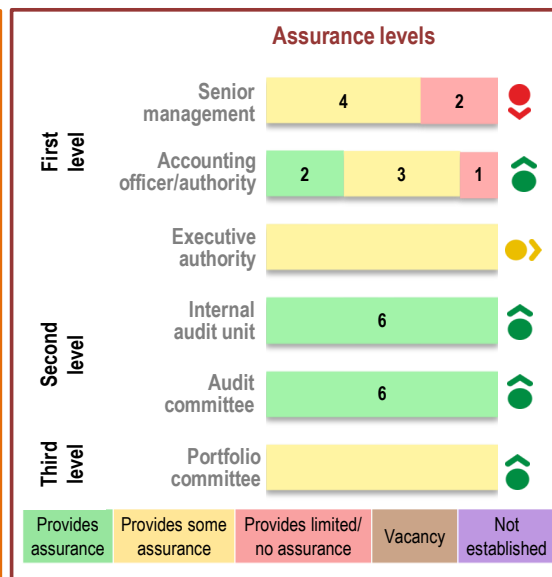 Assurance levels
First
level
Senior
management
4
2
Accounting
officer/authority
2
3
1
Executive
authority
Second
level
Internal
audit unit
6
Audit
committee
6
Third
level
Portfolio
committee
Provides
assurance
Provides some
assurance
Provides limited/
no assurance
Vacancy
Not
established